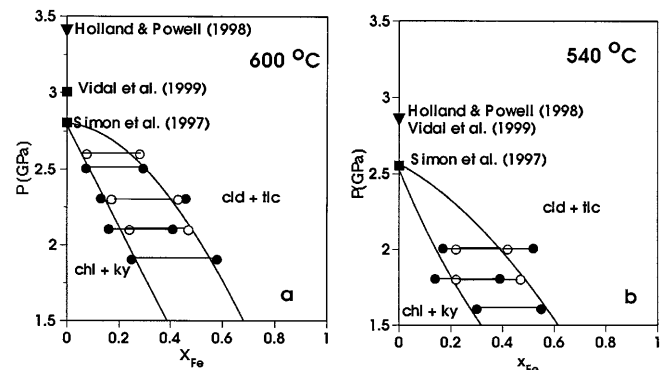 3.5
Holland & Powell (1998)
600 °C
3
Vidal et al. (1999)
Simon et al. (1997)
P(GPa)
2.5
cld + tlc
2
chl + ky
a
1.5
0 0.2 0.4 0.6 0.8 1
XFe
3.5
540 °C
3
Holland & Powell (1998)
Vidal et al. (1999)
Simon et al. (1997)
P(GPa)
2.5
cld + tlc
2
b
chl + ky
1.5
0 0.2 0.4 0.6 0.8 1
xFe